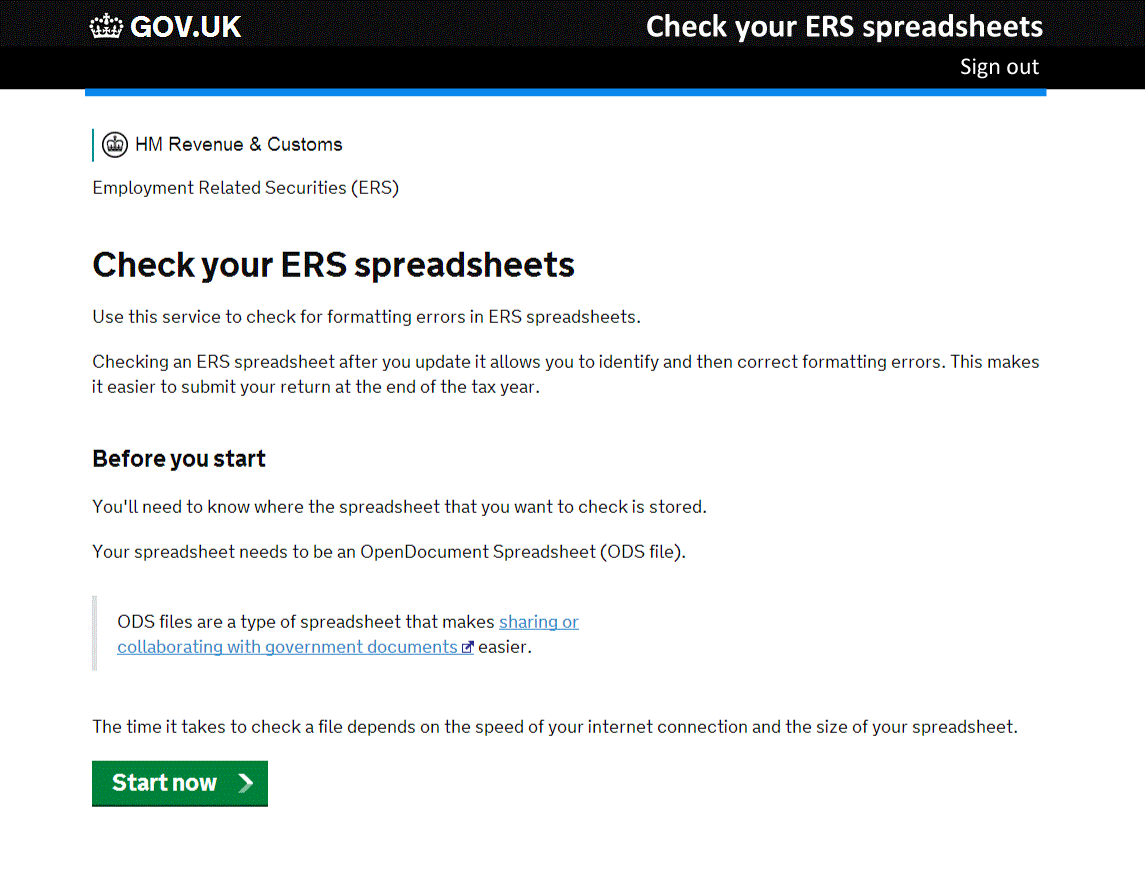 GOV.UK
Check your ERS spreadsheets
Sign out
HM Revenue & Customs
Employment Related Securities (ERS)
Check your ERS spreadsheets
Use this service to check for formatting errors in ERS spreadsheets.
Checking an ERS spreadsheet after you update it allows you to identify and then correct formatting errors. This makes
it easier to submit your return at the end of the tax year.
Before you start
You'll need to know where the spreadsheet that you want to check is stored.
Your spreadsheet needs to be an OpenDocument Spreadsheet (ODS file).
ODS files are a type of spreadsheet that makes sharing or
collaborating with government documents easier.
The time it takes to check a file depends on the speed of your internet connection and the size of your spreadsheet.
Start now